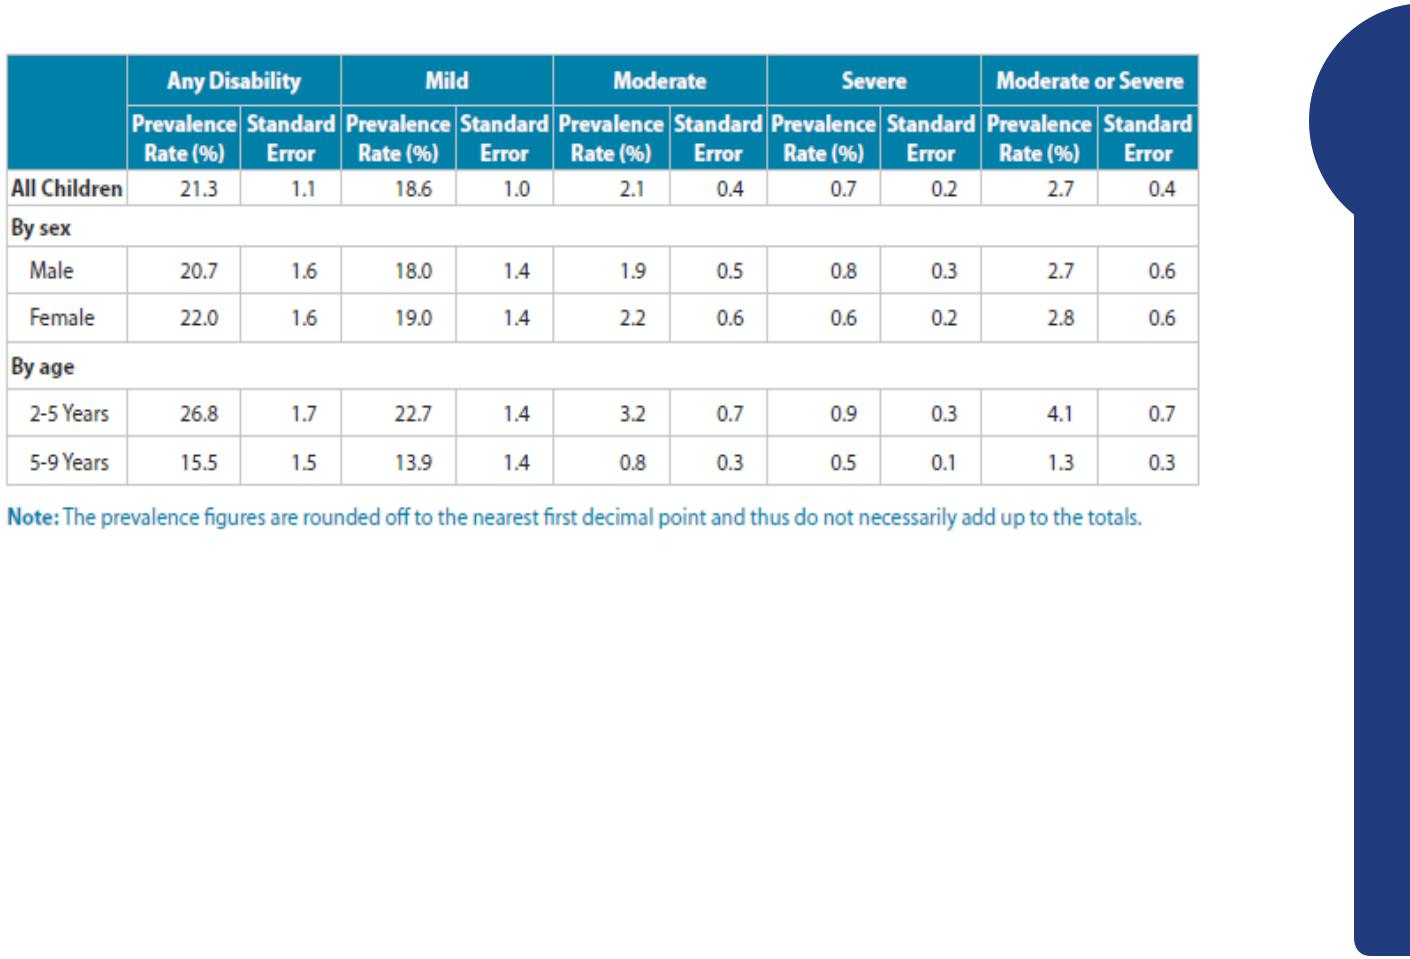 Any Disability Mild Moderate Severe Moderate or Severe
Prevalence Rate (%) Standard Error Prevalence Rate (%) Standard Error Prevalence Rate (%) Standard Error Prevalence Rate (%) Standard Error Prevalence Rate (%) Standard Error
All Children 21.3 1.1 18.6 1.0 2.1 0.4 0.7 0.2 2.7 0.4
By sex
Male 20.7 1.6 18.0 1.4 1.9 0.5 0.8 0.3 2.7 0.6
Female 22.0 1.6 19.0 1.4 2.2 0.6 0.6 0.2 2.8 0.6
By age
2-5 Years 26.8 1.7 22.7 1.4 3.2 0.7 0.9 0.3 4.1 0.7
5-9 Years 15.5 1.5 13.9 1.4 0.8 0.3 0.5 0.1 1.3 0.3
Note: The prevalence figures are rounded off to the nearest first decimal point and thus do not necessarily add up to the totals.